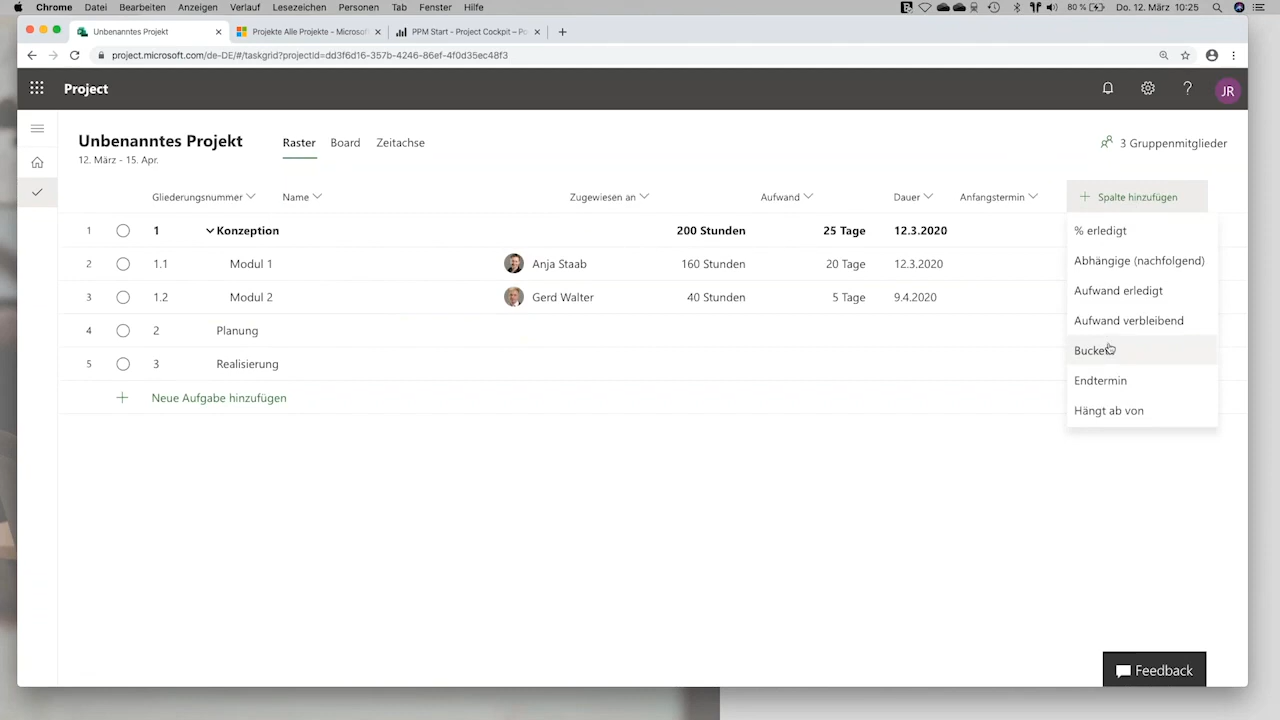 Chrome Datei Bearbeiten Anzeigen Verlauf Lesezeichen Personen Tab Fenster Hilfe 80 % Do. 12. März 10:25
Unbenanntes Projekt Projekte Alle Projekte - Microsof PPM Start - Project Cockpit – Po
project.microsoft.com/de-DE/#/taskgrid?projectId=dd3f6d16-357b-4246-86ef-4f0d35ec48f3
Project JR
Unbenanntes Projekt Raster Board Zeitachse 3 Gruppenmitglieder
12. März - 15. Apr.
Gliederungsnummer Name Zugewiesen an Aufwand Dauer Anfangstermin Spalte hinzufügen
1 1 Konzeption 200 Stunden 25 Tage 12.3.2020 % erledigt
2 1.1 Modul 1 Anja Staab 160 Stunden 20 Tage 12.3.2020 Abhängige (nachfolgend)
3 1.2 Modul 2 Gerd Walter 40 Stunden 5 Tage 9.4.2020 Aufwand erledigt
4 2 Planung Aufwand verbleibend
5 3 Realisierung Bucket
Neue Aufgabe hinzufügen Endtermin
Hängt ab von
Feedback